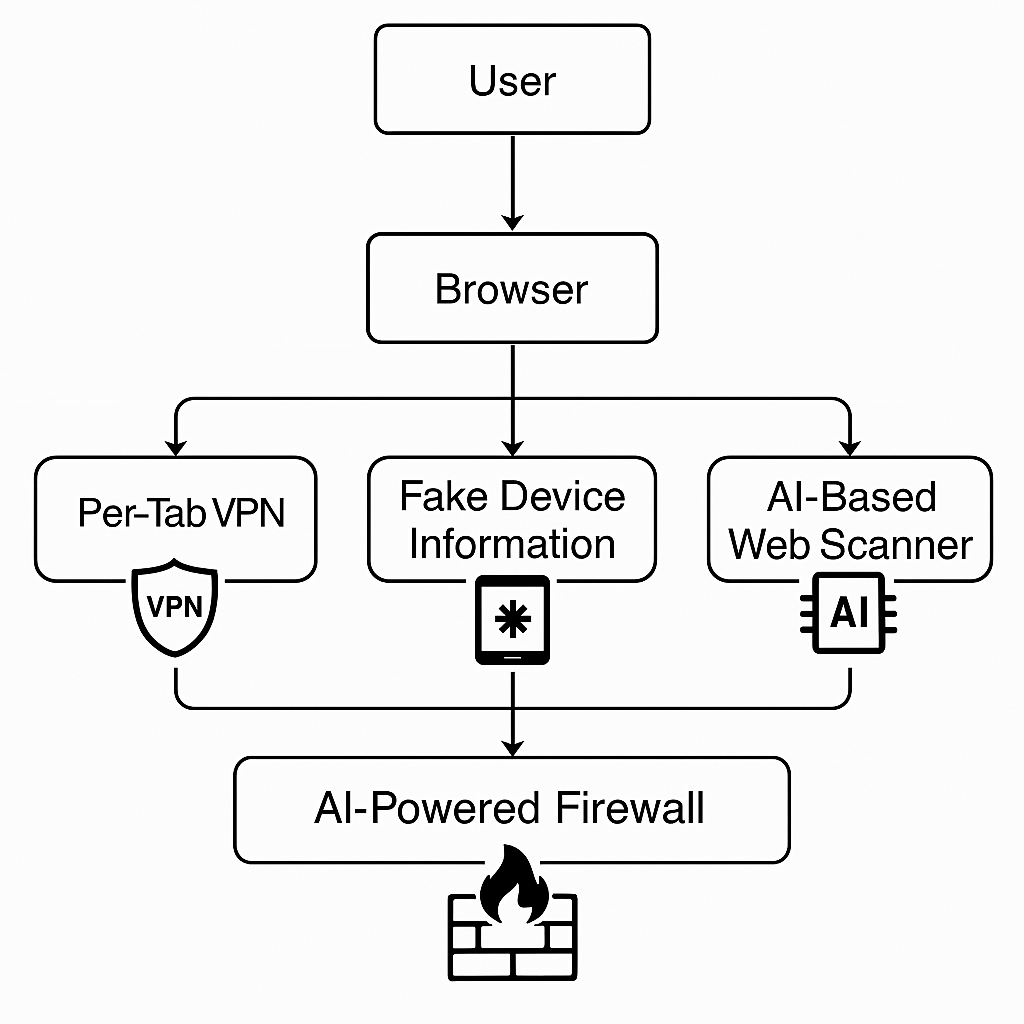 User
Browser
Per-Tab VPN
Fake Device
Information
AI-Based
Web Scanner
VPN
AI
AI-Powered Firewall